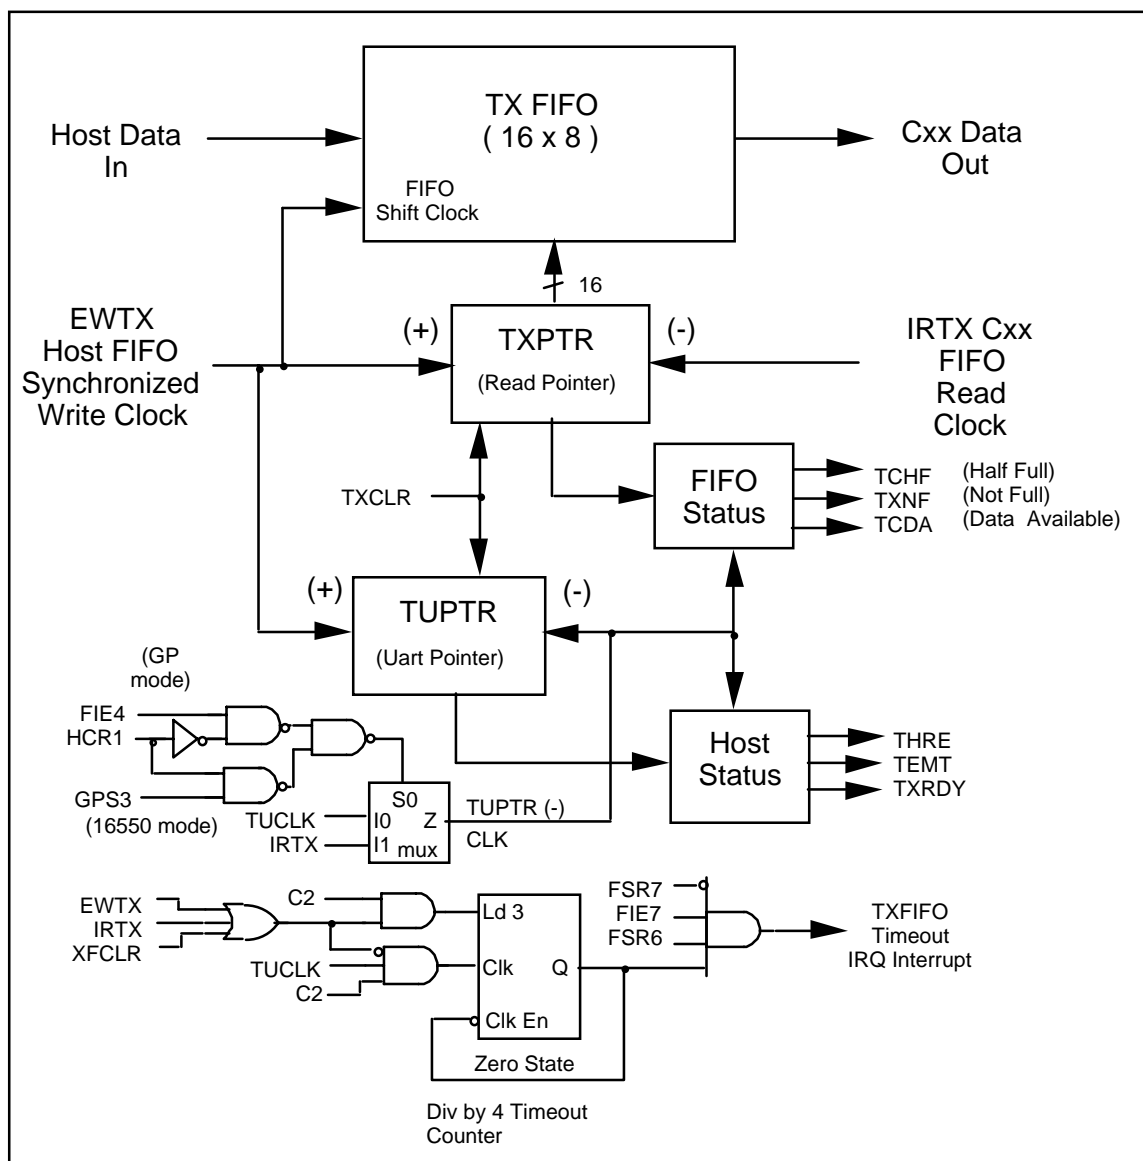 TX FIFO
( 16 x 8 )
Host Data
In
Cxx Data
Out
FIFO
Shift Clock
16
EWTX
Host FIFO
Synchronized
Write Clock
(+)
TXPTR
(Read Pointer)
(-)
IRTX Cxx
FIFO
Read
Clock
TXCLR
FIFO
Status
TCHF (Half Full)
TXNF (Not Full)
TCDA (Data Available)
(+)
TUPTR
(Uart Pointer)
(-)
(GP
mode)
FIE4
HCR1
GPS3
(16550 mode)
Host
Status
THRE
TEMT
TXRDY
S0
TUCLK
I0
Z
IRTX
I1
mux
TUPTR (-)
CLK
EWTX
IRTX
XFCLR
C2
TUCLK
C2
Ld 3
Clk
Q
Clk En
Zero State
Div by 4 Timeout
Counter
FSR7
FIE7
FSR6
TXFIFO
Timeout
IRQ Interrupt